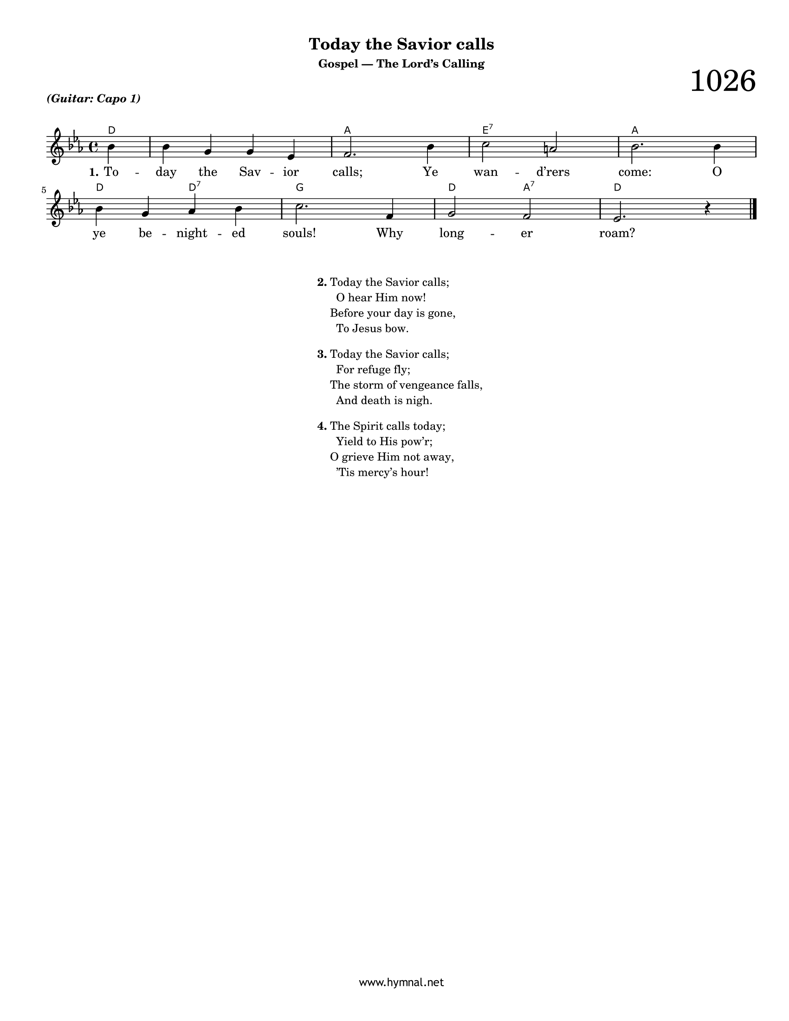 Today the Savior calls
Gospel — The Lord's Calling
1026
(Guitar: Capo 1)
D A E7 A
1. To - day the Sav - ior calls; Ye wan - d'rers come: O
5
D D7 G D A7 D
ye be - night - ed souls! Why long - er roam?
2. Today the Savior calls;
O hear Him now!
Before your day is gone,
To Jesus bow.
3. Today the Savior calls;
For refuge fly;
The storm of vengeance falls,
And death is nigh.
4. The Spirit calls today;
Yield to His pow'r;
O grieve Him not away,
'Tis mercy's hour!
www.hymnal.net